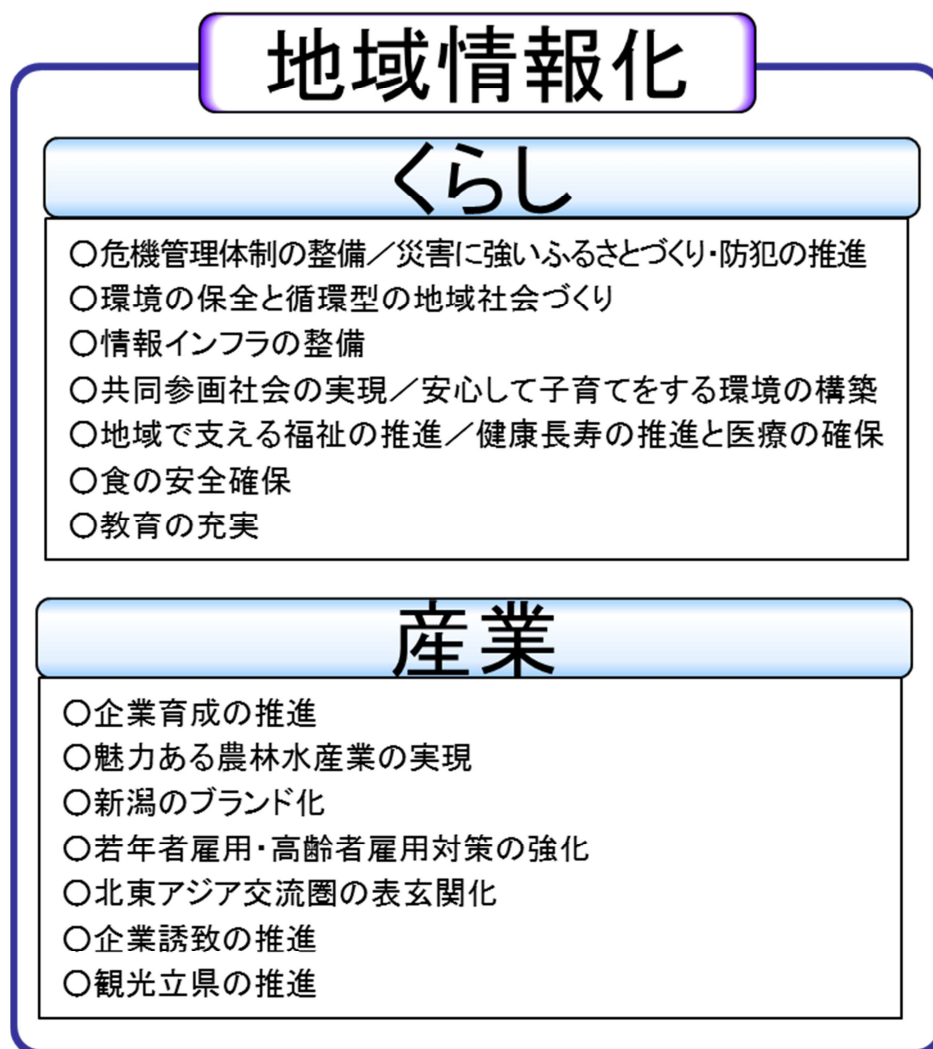 地域情報化
くらし
○危機管理体制の整備／災害に強いふるさとづくり・防犯の推進
○環境の保全と循環型の地域社会づくり
○情報インフラの整備
○共同参画社会の実現／安心して子育てをする環境の構築
○地域で支える福祉の推進／健康長寿の推進と医療の確保
○食の安全確保
○教育の充実
産業
○企業育成の推進
○魅力ある農林水産業の実現
○新潟のブランド化
○若年者雇用・高齢者雇用対策の強化
○北東アジア交流圏の表玄関化
○企業誘致の推進
○観光立県の推進